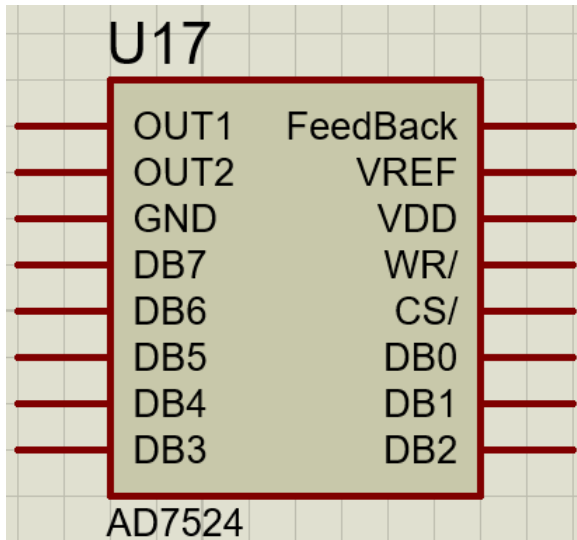 U17
OUT1 FeedBack
OUT2 VREF
GND VDD
DB7 WR/
DB6 CS/
DB5 DB0
DB4 DB1
DB3 DB2
AD7524